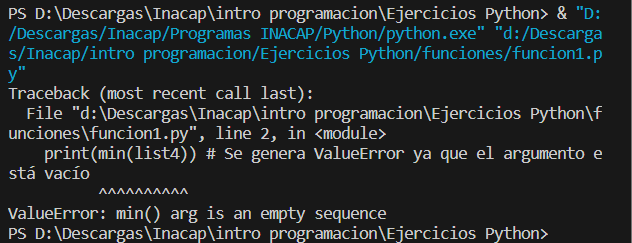 PS D:\Descargas\Inacap\intro programacion\Ejercicios Python> & "D:
/Descargas/Inacap/Programas INACAP/Python/python.exe" "d:/Descarga
s/Inacap/intro programacion/Ejercicios Python/funciones/funcion1.p
y"
Traceback (most recent call last):
  File "d:\Descargas\Inacap\intro programacion\Ejercicios Python\f
unciones\funcion1.py", line 2, in <module>
    print(min(list4)) # Se genera ValueError ya que el argumento e
stá vacío
          ^^^^^^^^^^
ValueError: min() arg is an empty sequence
PS D:\Descargas\Inacap\intro programacion\Ejercicios Python>